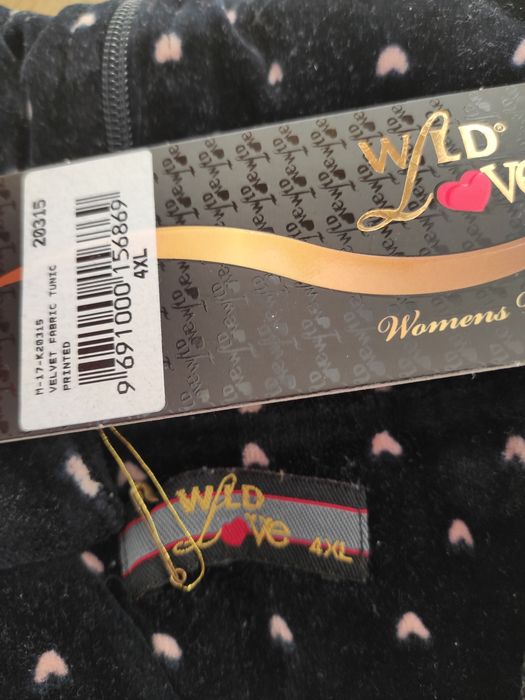 WILD®
Love
Womens
20315
9 691000 156869
4XL
M-17-K20315
VELVET FABRIC TUNIC
PRINTED
WILD
Love
4XL